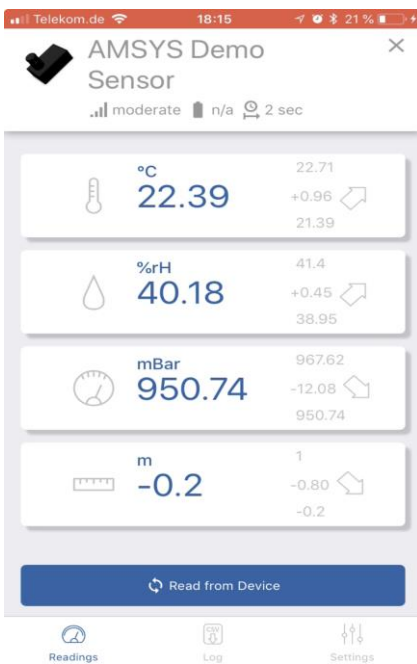 Telekom.de 18:15 21 %
AMSYS Demo
Sensor
moderate n/a 2 sec
°C
22.39
22.71
+0.96
21.39
%rH
40.18
41.4
+0.45
38.95
mBar
950.74
967.62
-12.08
950.74
m
-0.2
1
-0.80
-0.2
Read from Device
Readings
CSV
Log
Settings